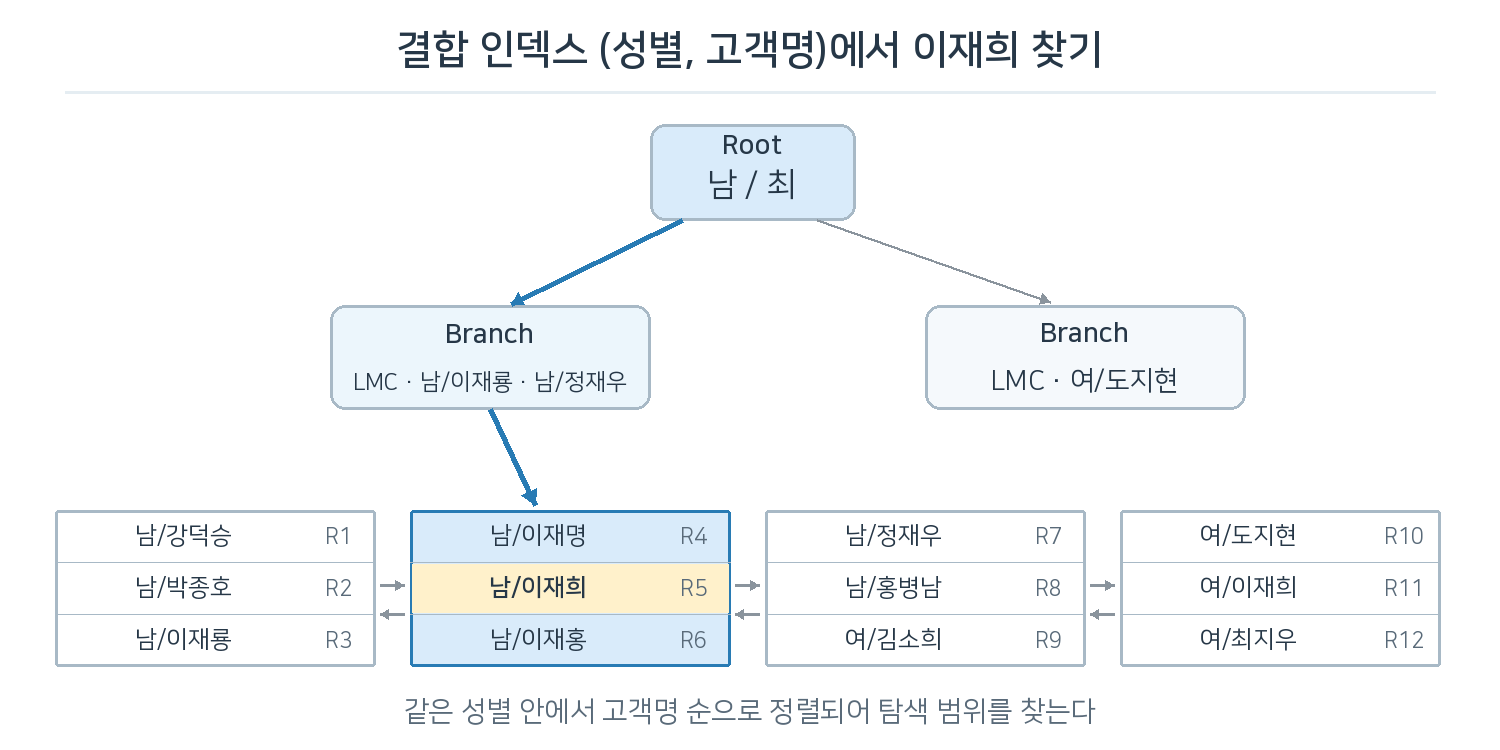 결합 인덱스 (성별, 고객명)에서 이재희 찾기
Root
남 / 최
Branch
LMC · 남/이재룡 · 남/정재우
Branch
LMC · 여/도지현
남/강덕승 R1
남/박종호 R2
남/이재룡 R3
남/이재명 R4
남/이재희 R5
남/이재홍 R6
남/정재우 R7
남/홍병남 R8
여/김소희 R9
여/도지현 R10
여/이재희 R11
여/최지우 R12
같은 성별 안에서 고객명 순으로 정렬되어 탐색 범위를 찾는다